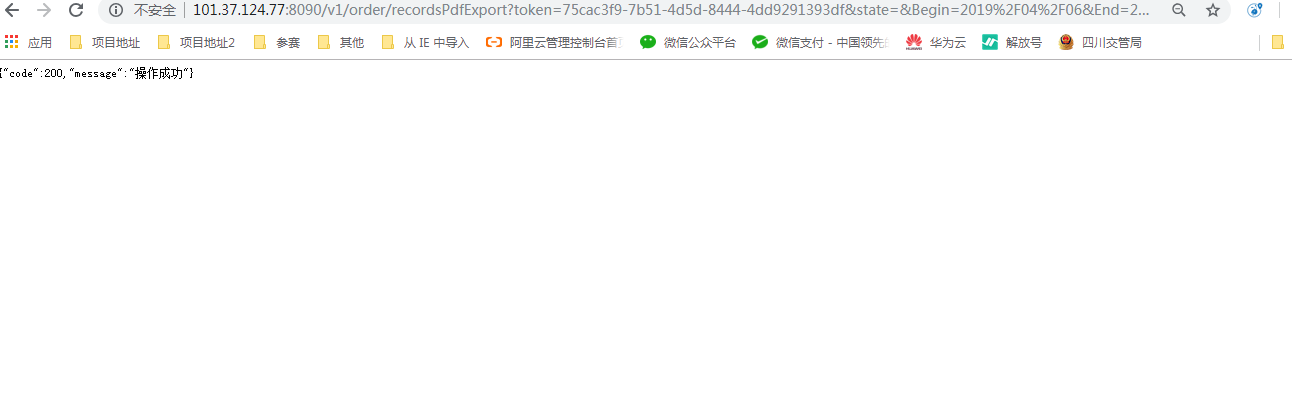 不安全 101.37.124.77:8090/v1/order/recordsPdfExport?token=75cac3f9-7b51-4d5d-8444-4dd9291393df&state=&Begin=2019%2F04%2F06&End=2...
应用 项目地址 项目地址2 参赛 其他 从 IE 中导入 阿里云管理控制台首页 微信公众平台 微信支付 - 中国领先的 华为云 解放号 四川交管局
{"code":200,"message":"操作成功"}